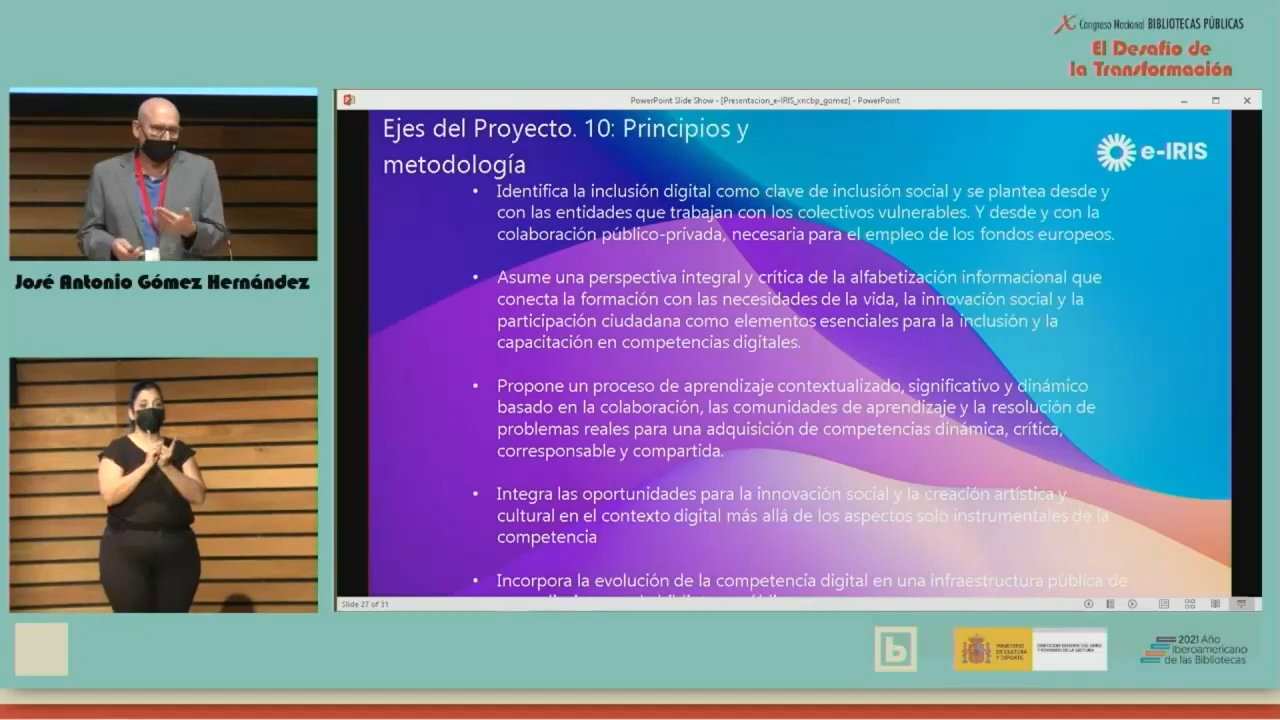 Congreso Nacional BIBLIOTECAS PÚBLICAS
El Desafío de
la Transformación
PowerPoint Slide Show - [Presentacion_e-IRIS_xncbp_gomez] - PowerPoint
Ejes del Proyecto. 10: Principios y
metodología
e-IRIS
• Identifica la inclusión digital como clave de inclusión social y se plantea desde y
con las entidades que trabajan con los colectivos vulnerables. Y desde y con la
colaboración público-privada, necesaria para el empleo de los fondos europeos.
• Asume una perspectiva integral y crítica de la alfabetización informacional que
conecta la formación con las necesidades de la vida, la innovación social y la
participación ciudadana como elementos esenciales para la inclusión y la
capacitación en competencias digitales.
• Propone un proceso de aprendizaje contextualizado, significativo y dinámico
basado en la colaboración, las comunidades de aprendizaje y la resolución de
problemas reales para una adquisición de competencias dinámica, crítica,
corresponsable y compartida.
• Integra las oportunidades para la innovación social y la creación artística y
cultural en el contexto digital más allá de los aspectos solo instrumentales de la
competencia
• Incorpora la evolución de la competencia digital en una infraestructura pública de
José Antonio Gómez Hernández
Slide 27 of 31
b
MINISTERIO
DE CULTURA
Y DEPORTE
2021 Año
Iberoamericano
de las Bibliotecas